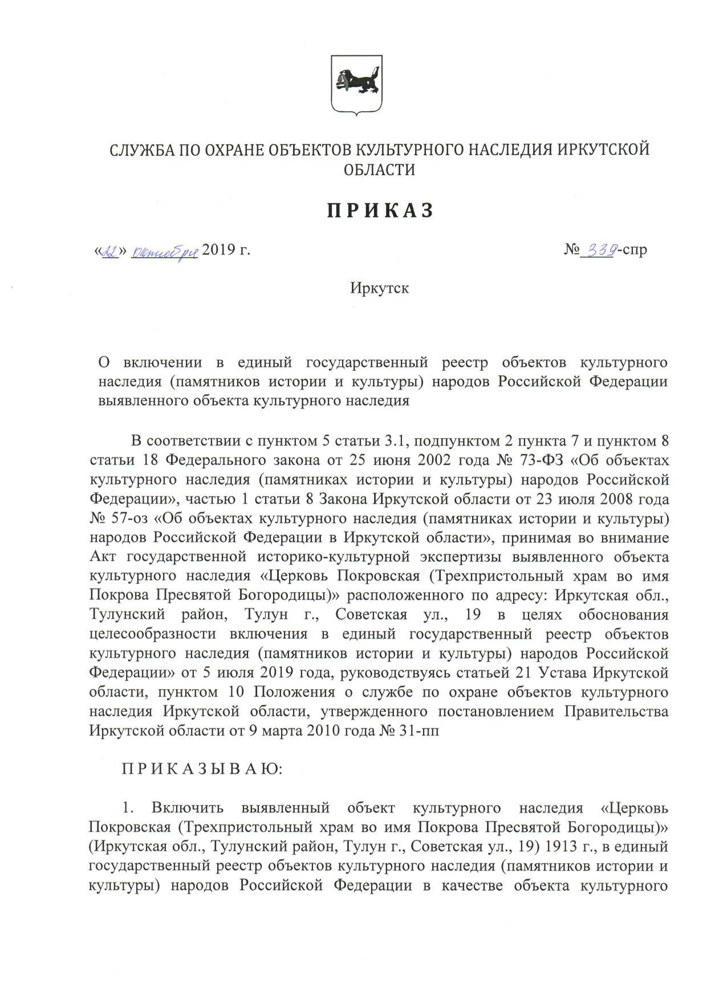 СЛУЖБА ПО ОХРАНЕ ОБЪЕКТОВ КУЛЬТУРНОГО НАСЛЕДИЯ ИРКУТСКОЙ
ОБЛАСТИ
П Р И К А З
«22» октября 2019 г. № 339-спр
Иркутск
О включении в единый государственный реестр объектов культурного
наследия (памятников истории и культуры) народов Российской Федерации
выявленного объекта культурного наследия
В соответствии с пунктом 5 статьи 3.1, подпунктом 2 пункта 7 и пунктом 8
статьи 18 Федерального закона от 25 июня 2002 года № 73-ФЗ «Об объектах
культурного наследия (памятниках истории и культуры) народов Российской
Федерации», частью 1 статьи 8 Закона Иркутской области от 23 июля 2008 года
№ 57-оз «Об объектах культурного наследия (памятниках истории и культуры)
народов Российской Федерации в Иркутской области», принимая во внимание
Акт государственной историко-культурной экспертизы выявленного объекта
культурного наследия «Церковь Покровская (Трехпристольный храм во имя
Покрова Пресвятой Богородицы)» расположенного по адресу: Иркутская обл.,
Тулунский район, Тулун г., Советская ул., 19 в целях обоснования
целесообразности включения в единый государственный реестр объектов
культурного наследия (памятников истории и культуры) народов Российской
Федерации» от 5 июля 2019 года, руководствуясь статьей 21 Устава Иркутской
области, пунктом 10 Положения о службе по охране объектов культурного
наследия Иркутской области, утвержденного постановлением Правительства
Иркутской области от 9 марта 2010 года № 31-пп
П Р И К А З Ы В А Ю:
1. Включить выявленный объект культурного наследия «Церковь
Покровская (Трехпристольный храм во имя Покрова Пресвятой Богородицы)»
(Иркутская обл., Тулунский район, Тулун г., Советская ул., 19) 1913 г., в единый
государственный реестр объектов культурного наследия (памятников истории и
культуры) народов Российской Федерации в качестве объекта культурного